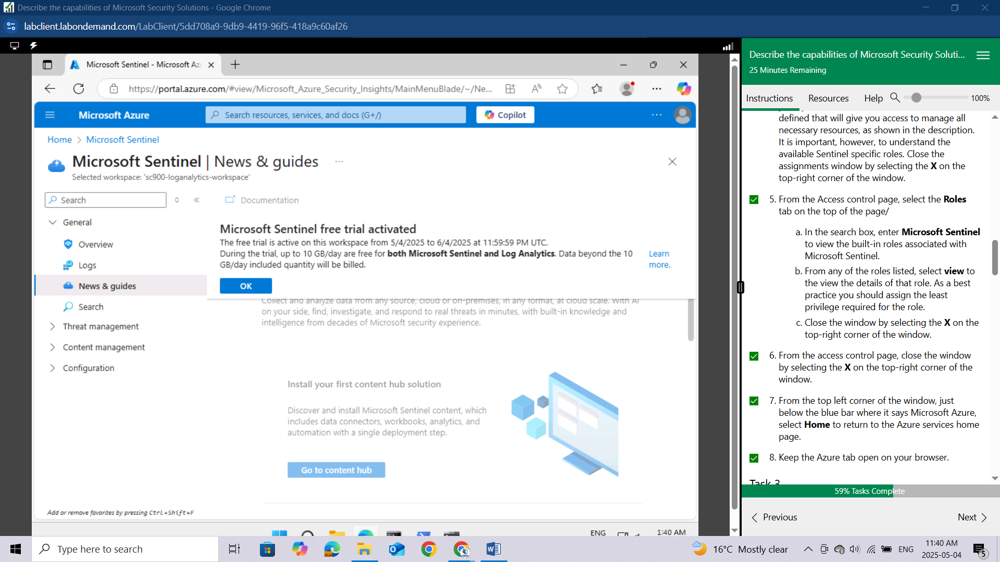 Describe the capabilities of Microsoft Security Solutions - Google Chrome
labclient.labondemand.com/LabClient/5dd708a9-9db9-4419-96f5-418a9c60af26
Microsoft Sentinel - Microsoft Az
https://portal.azure.com/#view/Microsoft_Azure_Security_Insights/MainMenuBlade/~/Ne...
Microsoft Azure
Search resources, services, and docs (G+/)
Copilot
Home > Microsoft Sentinel
Microsoft Sentinel | News & guides
Selected workspace: 'sc900-loganalytics-workspace'
Search
Documentation
General
Overview
Logs
News & guides
Search
Threat management
Content management
Configuration
Microsoft Sentinel free trial activated
The free trial is active on this workspace from 5/4/2025 to 6/4/2025 at 11:59:59 PM UTC.
During the trial, up to 10 GB/day are free for both Microsoft Sentinel and Log Analytics. Data beyond the 10
GB/day included quantity will be billed.
Learn
more.
OK
Collect and analyze data from any source, cloud or on-premises, in any format, at cloud scale. With AI
on your side, find, investigate, and respond to real threats in minutes, with built-in knowledge and
intelligence from decades of Microsoft security experience.
Install your first content hub solution
Discover and install Microsoft Sentinel content, which
includes data connectors, workbooks, analytics, and
automation with a single deployment step.
Go to content hub
Add or remove favorites by pressing Ctrl+Shift+F
ENG
1:40 AM
Describe the capabilities of Microsoft Security Soluti...
25 Minutes Remaining
Instructions
Resources
Help
100%
defined that will give you access to manage all
necessary resources, as shown in the description.
It is important, however, to understand the
available Sentinel specific roles. Close the
assignments window by selecting the X on the
top-right corner of the window.
5. From the Access control page, select the Roles
tab on the top of the page/
a. In the search box, enter Microsoft Sentinel
to view the built-in roles associated with
Microsoft Sentinel.
b. From any of the roles listed, select view to
the view the details of that role. As a best
practice you should assign the least
privilege required for the role.
c. Close the window by selecting the X on the
top-right corner of the window.
6. From the access control page, close the window
by selecting the X on the top-right corner of the
window.
7. From the top left corner of the window, just
below the blue bar where it says Microsoft Azure,
select Home to return to the Azure services home
page.
8. Keep the Azure tab open on your browser.
Task 3
59% Tasks Complete
Previous
Next
Type here to search
16°C Mostly clear
ENG
11:40 AM
2025-05-04
5